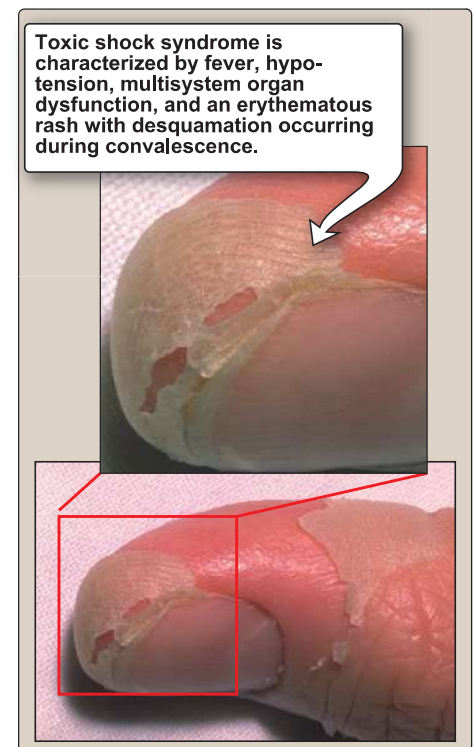 Toxic shock syndrome is
characterized by fever, hypo-
tension, multisystem organ
dysfunction, and an erythematous
rash with desquamation occurring
during convalescence.